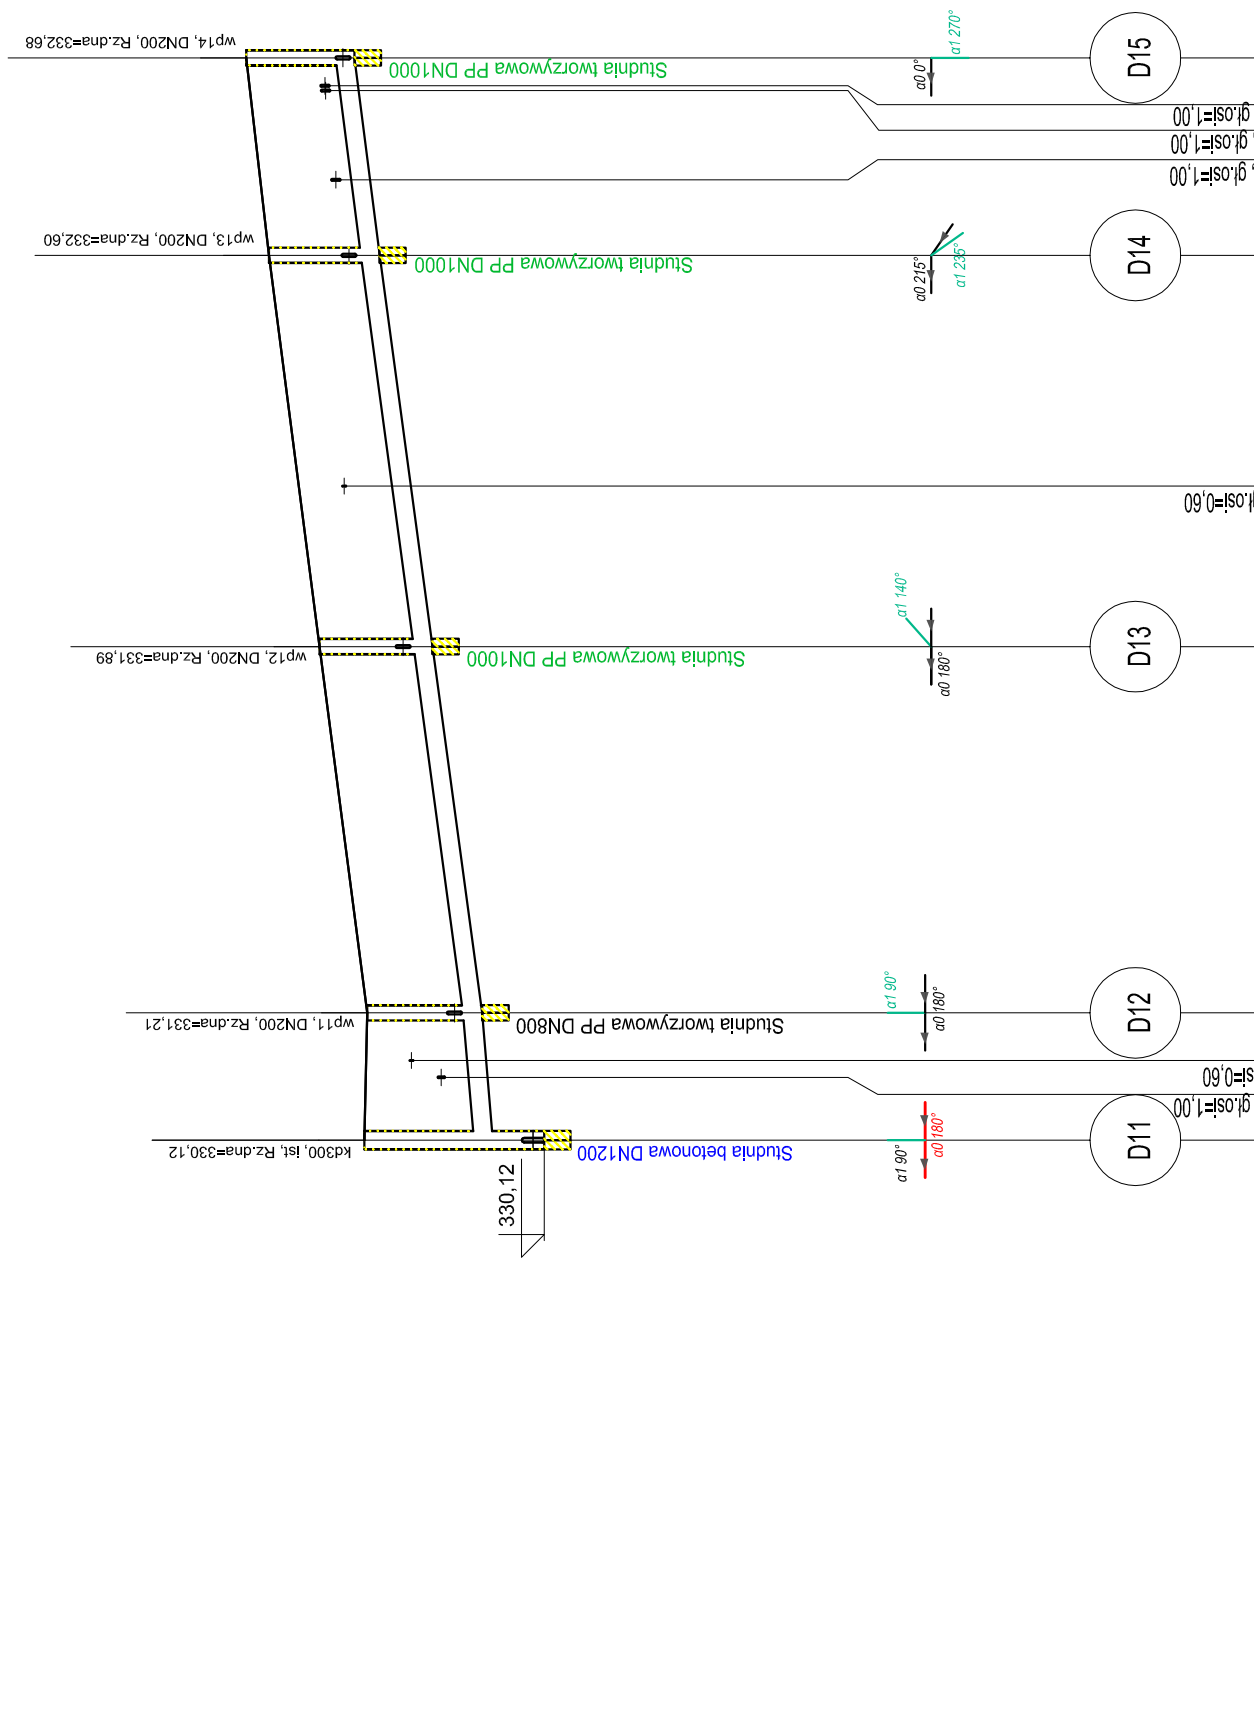 wp14, DN200, Rz.dna=332,68
Studnia tworzywowa PP DN1000
α0 0°
α1 270°
D15
gł.osi=1,00
, gł.osi=1,00
, gł.osi=1,00
wp13, DN200, Rz.dna=332,60
Studnia tworzywowa PP DN1000
α0 215°
α1 235°
D14
gł.osi=0,60
wp12, DN200, Rz.dna=331,89
Studnia tworzywowa PP DN1000
α1 140°
α0 180°
D13
wp11, DN200, Rz.dna=331,21
Studnia tworzywowa PP DN800
α1 90°
α0 180°
D12
si=0,60
gł.osi=1,00
kd300, ist, Rz.dna=330,12
Studnia betonowa DN1200
α1 90°
α0 180°
D11
330,12